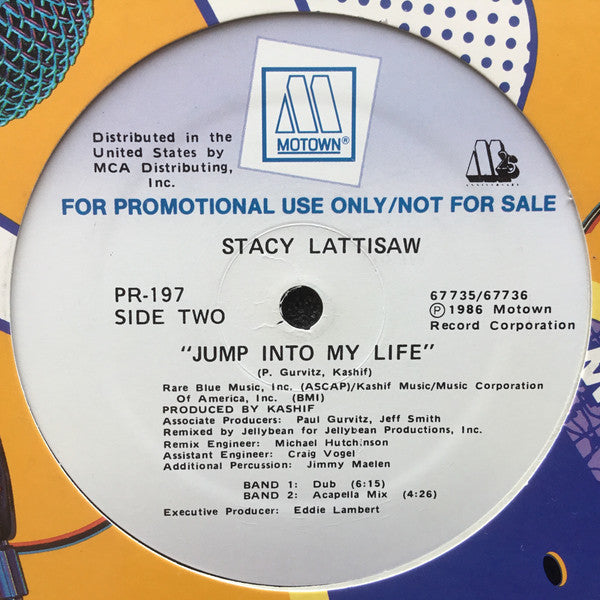 MOTOWN®
Distributed in the
United States by
MCA Distributing,
Inc.
FOR PROMOTIONAL USE ONLY/NOT FOR SALE
STACY LATTISAW
PR-197
SIDE TWO
67735/67736
Ⓟ1986 Motown
Record Corporation
"JUMP INTO MY LIFE"
(P. Gurvitz, Kashif)
Rare Blue Music, Inc. (ASCAP)/Kashif Music/Music Corporation
Of America, Inc. (BMI)
PRODUCED BY KASHIF
Associate Producers: Paul Gurvitz, Jeff Smith
Remixed by Jellybean for Jellybean Productions, Inc.
Remix Engineer: Michael Hutchinson
Assistant Engineer: Craig Vogel
Additional Percussion: Jimmy Maelen
BAND 1: Dub (6:15)
BAND 2: Acapella Mix (4:26)
Executive Producer: Eddie Lambert